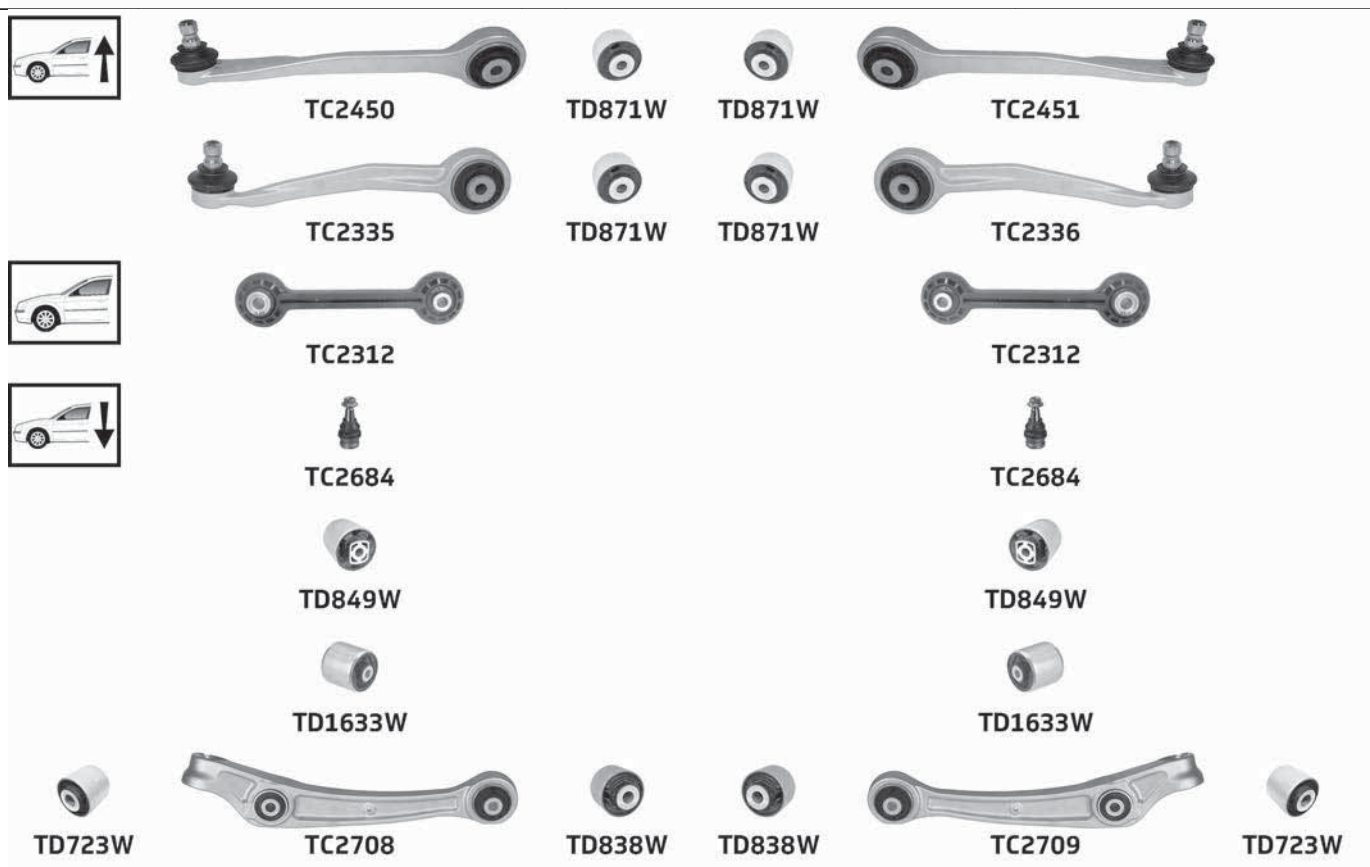 TC2450 TD871W TD871W TC2451
TC2335 TD871W TD871W TC2336
TC2312 TC2312
TC2684 TC2684
TD849W TD849W
TD1633W TD1633W
TD723W TC2708 TD838W TD838W TC2709 TD723W